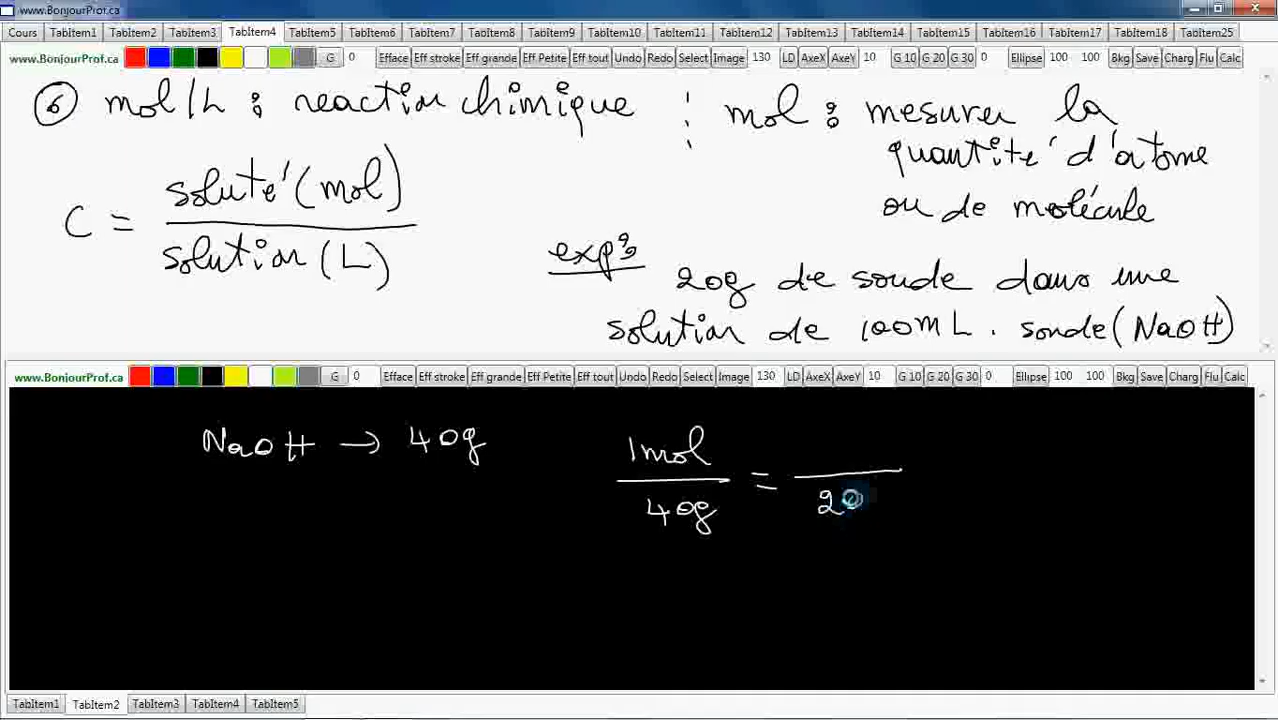 www.BonjourProf.ca
Cours TabItem1 TabItem2 TabItem3 TabItem4 TabItem5 TabItem6 TabItem7 TabItem8 TabItem9 TabItem10 TabItem11 TabItem12 TabItem13 TabItem14 TabItem15 TabItem16 TabItem17 TabItem18 TabItem25
www.BonjourProf.ca G 0 Efface Eff stroke Eff grande Eff Petite Eff tout Undo Redo Select Image 130 LD AxeX AxeY 10 G 10 G 20 G 30 0 Ellipse 100 100 Bkg Save Charg Flu Calc
⑥ mol/L : reaction chimique ¦ mol : mesurer la
quantité d'atome
ou de molécule
C = soluté (mol)
solution (L)
exp :
20g de soude dans une
solution de 100mL . soude (NaOH)
www.BonjourProf.ca G 0 Efface Eff stroke Eff grande Eff Petite Eff tout Undo Redo Select Image 130 LD AxeX AxeY 10 G 10 G 20 G 30 0 Ellipse 100 100 Bkg Save Charg Flu Calc
NaOH → 40g
1mol
40g
=
20
TabItem1 TabItem2 TabItem3 TabItem4 TabItem5